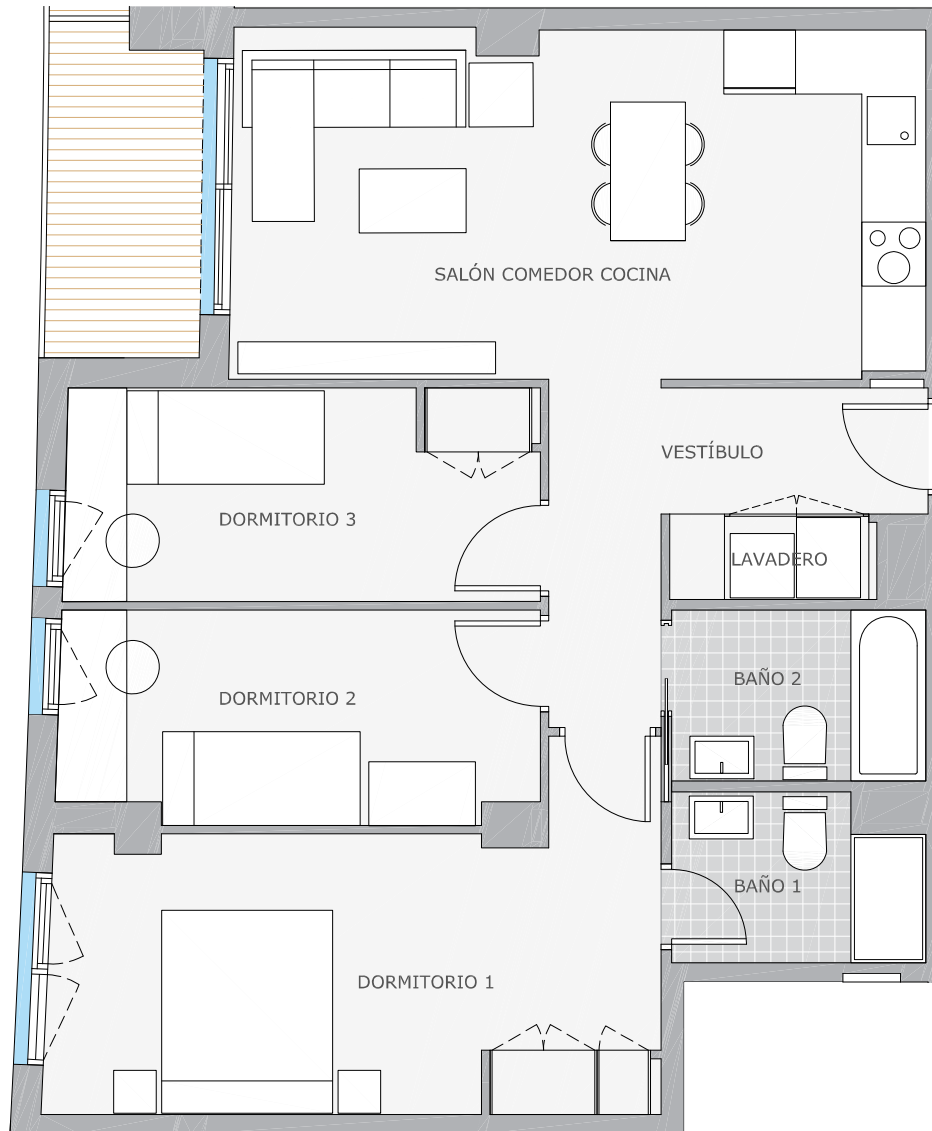 SALÓN COMEDOR COCINA
VESTÍBULO
DORMITORIO 3
LAVADERO
BAÑO 2
DORMITORIO 2
BAÑO 1
DORMITORIO 1